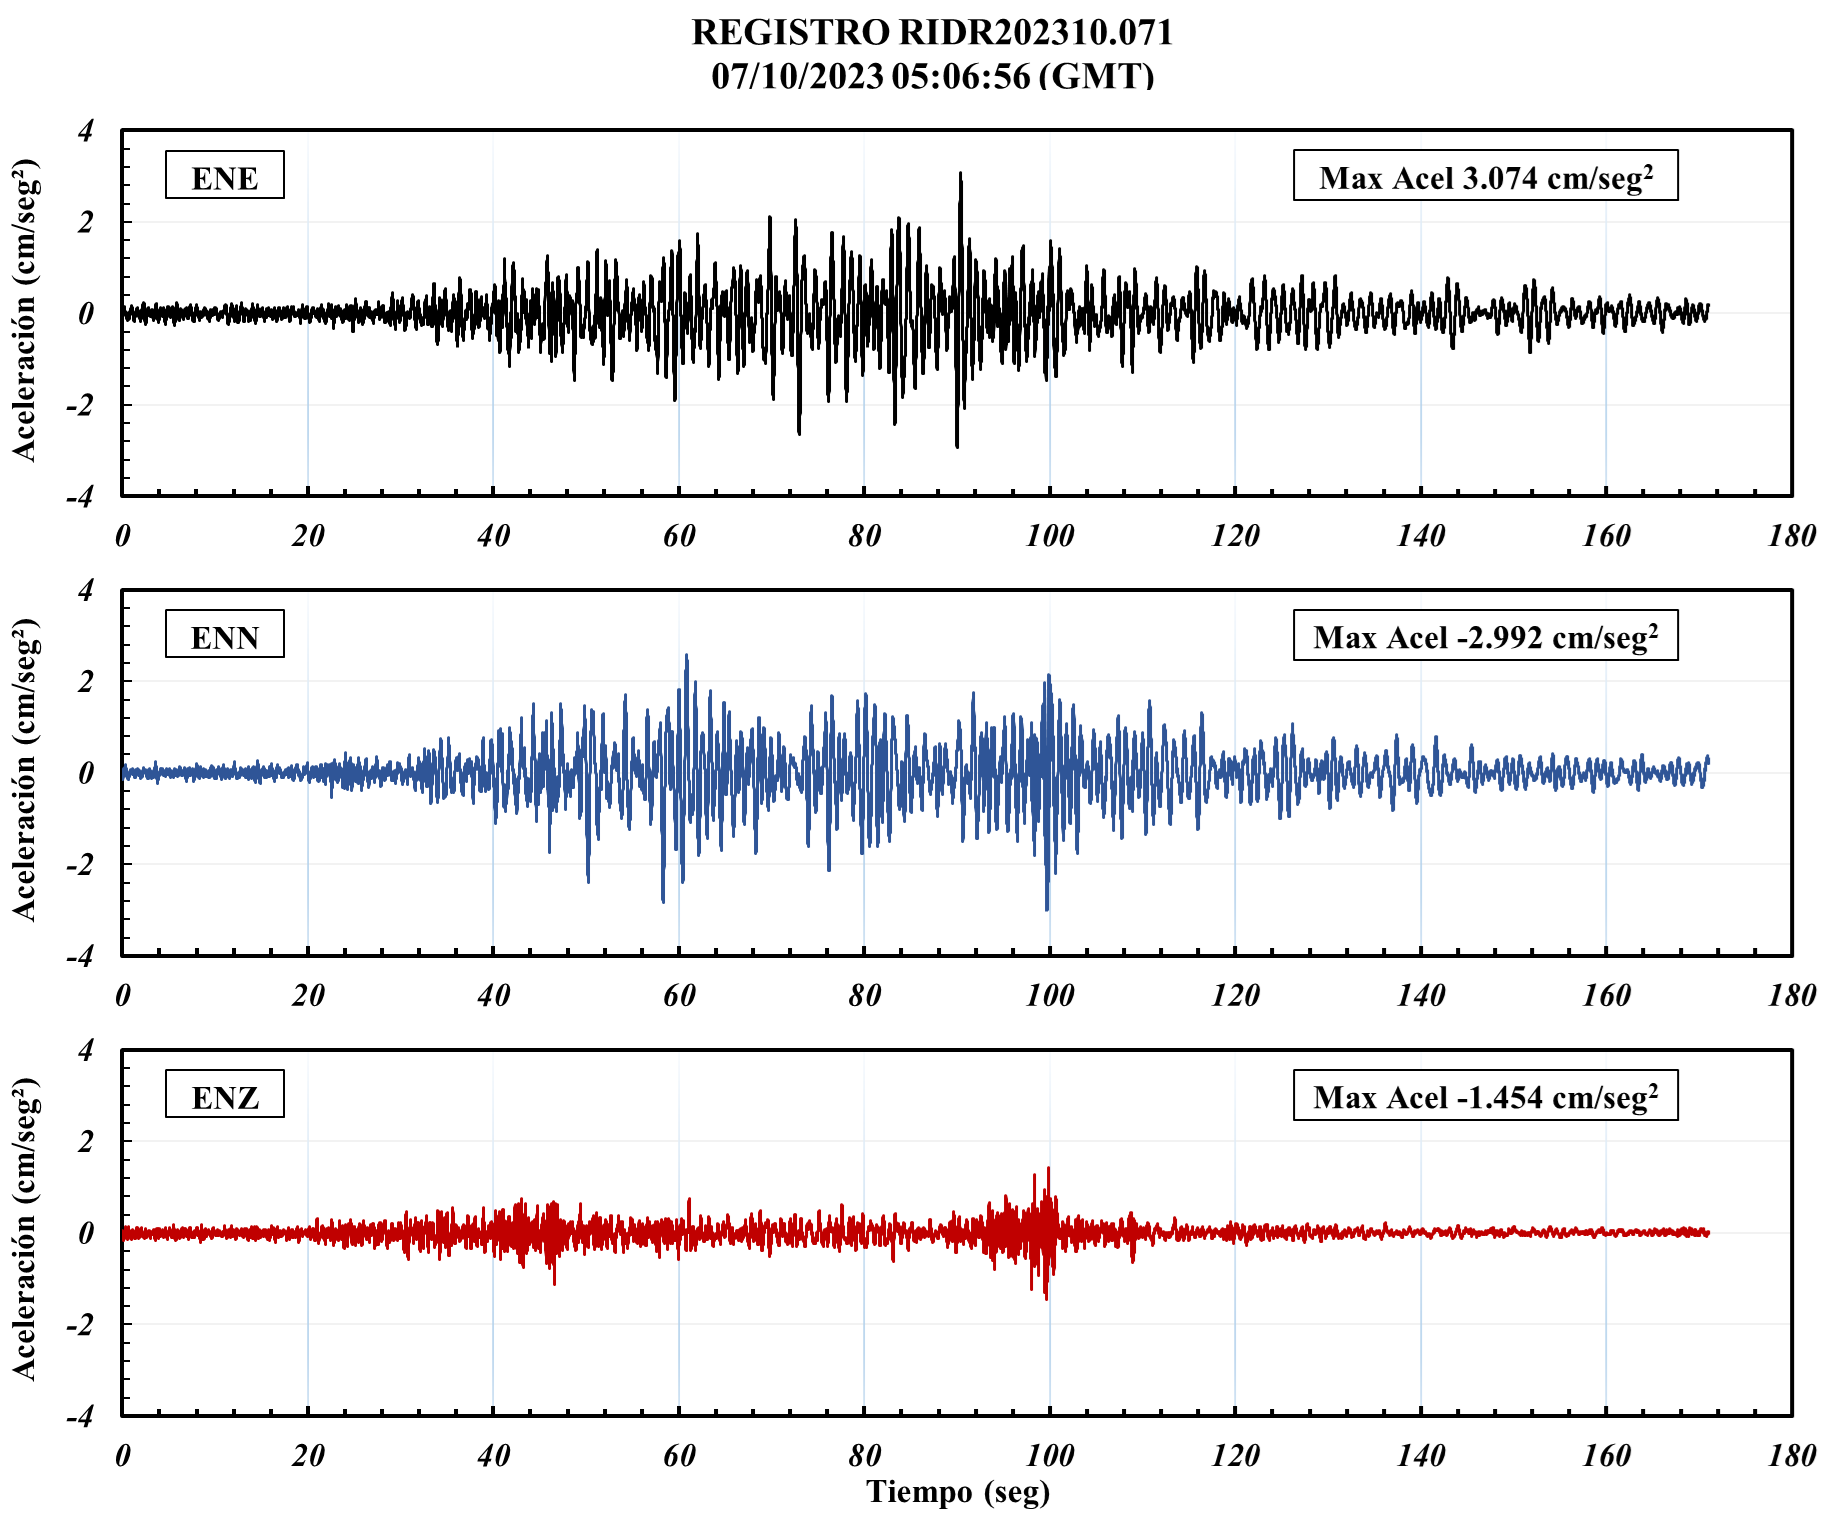 REGISTRO RIDR202310.071
07/10/2023 05:06:56 (GMT)
ENE
Max Acel 3.074 cm/seg²
Aceleración (cm/seg²)
4
2
0
-2
-4
0 20 40 60 80 100 120 140 160 180
ENN
Max Acel -2.992 cm/seg²
Aceleración (cm/seg²)
4
2
0
-2
-4
0 20 40 60 80 100 120 140 160 180
ENZ
Max Acel -1.454 cm/seg²
Aceleración (cm/seg²)
4
2
0
-2
-4
0 20 40 60 80 100 120 140 160 180
Tiempo (seg)